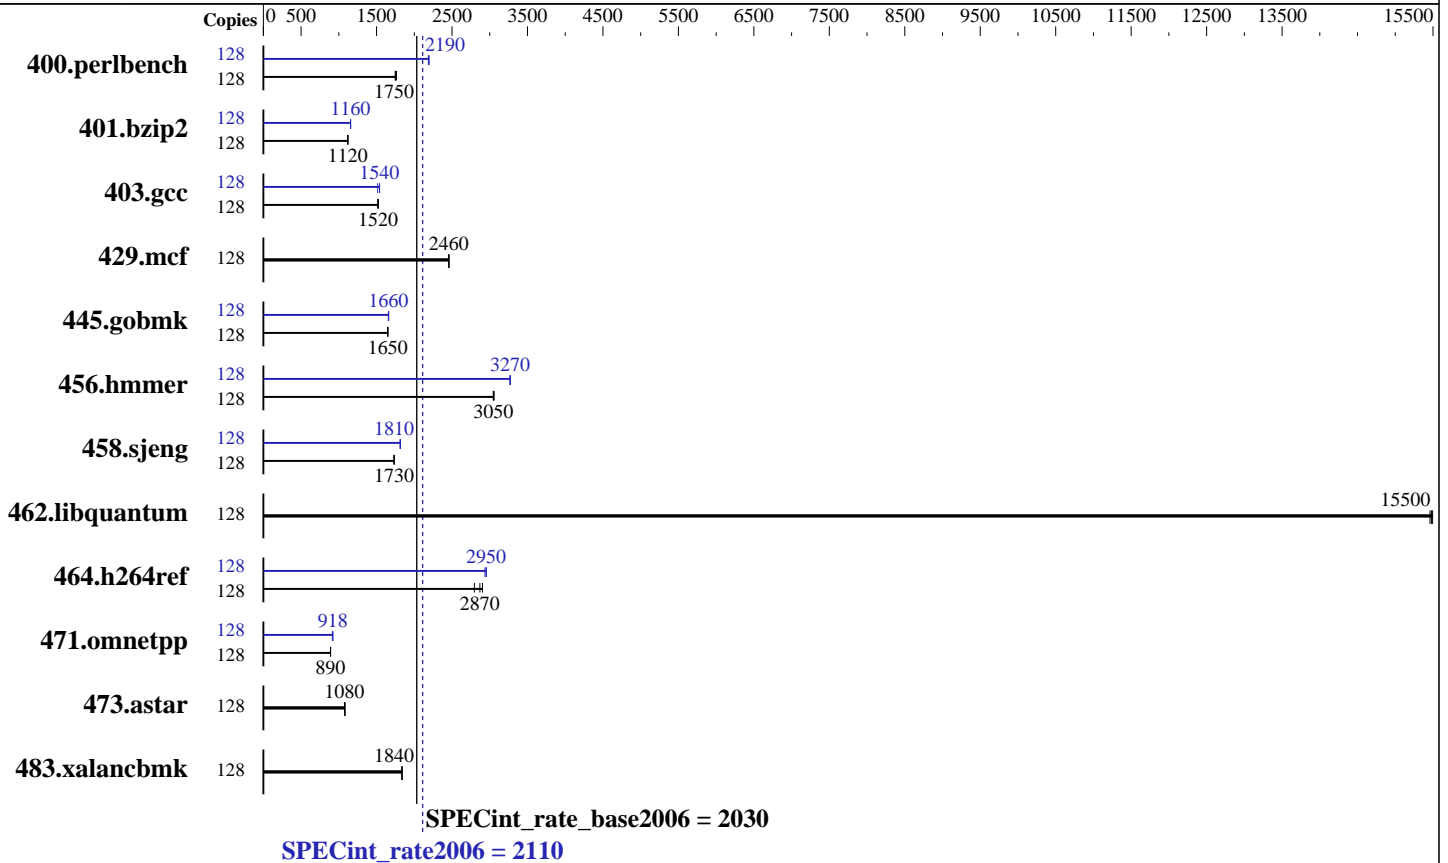 Copies 0 500 1500 2500 3500 4500 5500 6500 7500 8500 9500 10500 11500 12500 13500 15500
400.perlbench 128 2190
128 1750
401.bzip2 128 1160
128 1120
403.gcc 128 1540
128 1520
429.mcf 128 2460
445.gobmk 128 1660
128 1650
456.hmmer 128 3270
128 3050
458.sjeng 128 1810
128 1730
462.libquantum 128 15500
464.h264ref 128 2950
128 2870
471.omnetpp 128 918
128 890
473.astar 128 1080
483.xalancbmk 128 1840
SPECint_rate_base2006 = 2030
SPECint_rate2006 = 2110